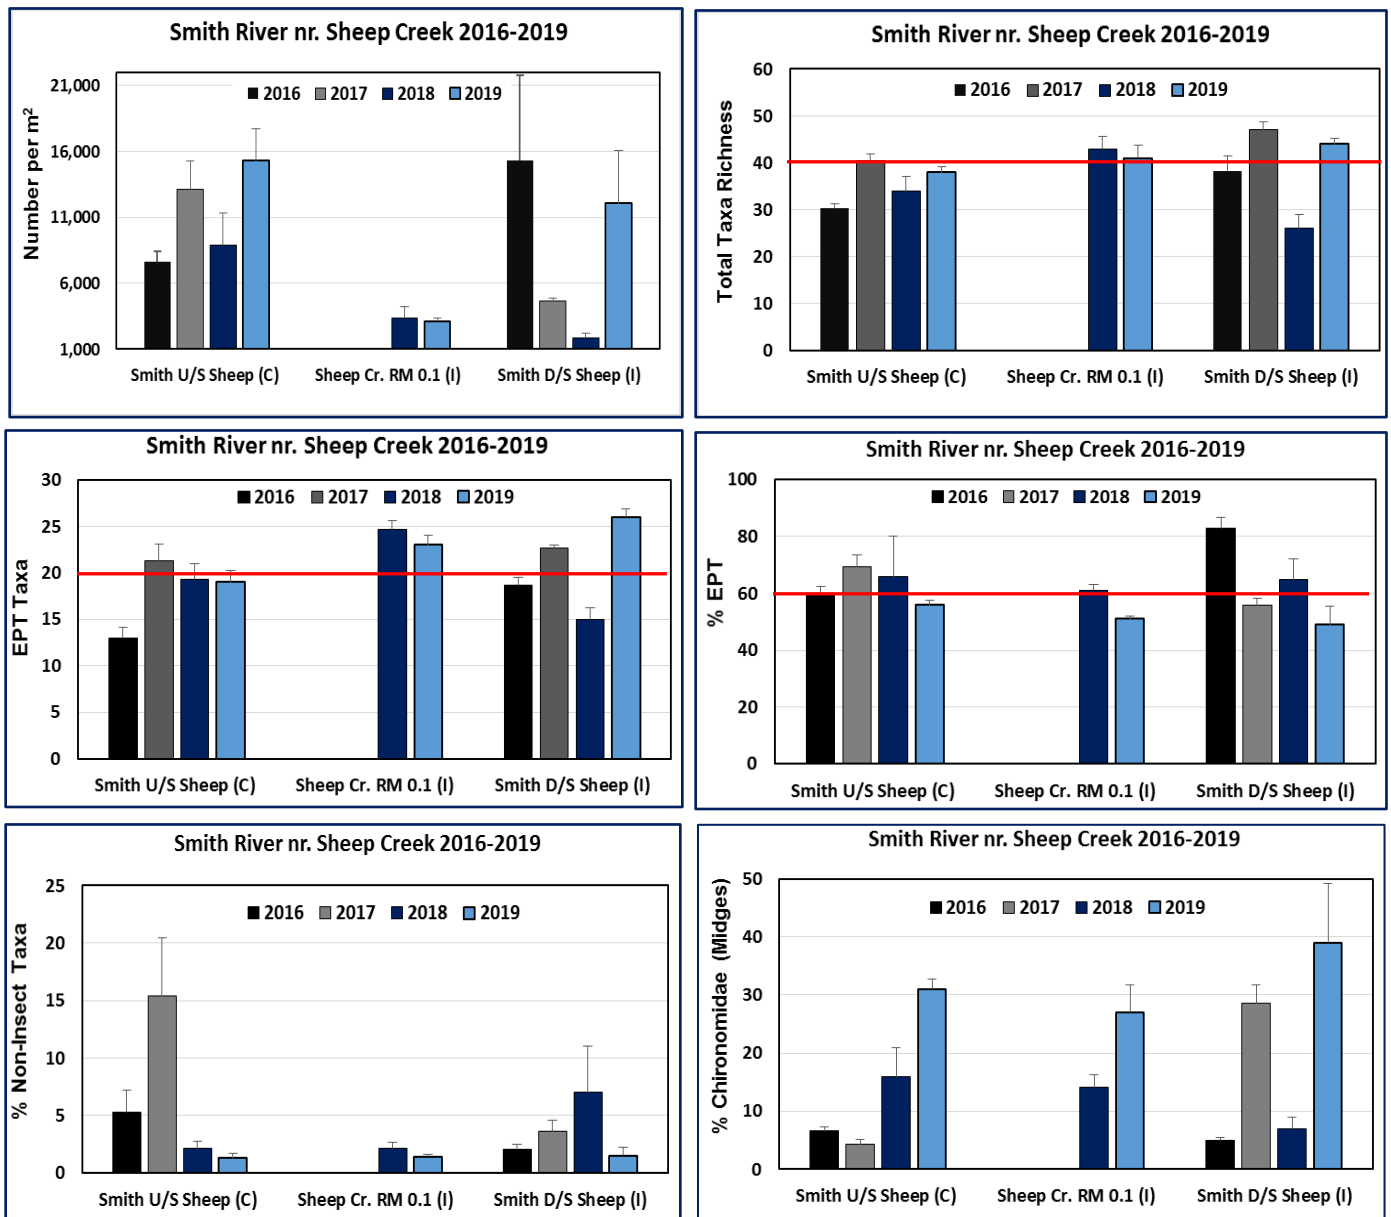 Smith River nr. Sheep Creek 2016-2019
Number per m²
21,000
16,000
11,000
6,000
1,000
2016 2017 2018 2019
Smith U/S Sheep (C) Sheep Cr. RM 0.1 (I) Smith D/S Sheep (I)
Smith River nr. Sheep Creek 2016-2019
Total Taxa Richness
60
50
40
30
20
10
0
2016 2017 2018 2019
Smith U/S Sheep (C) Sheep Cr. RM 0.1 (I) Smith D/S Sheep (I)
Smith River nr. Sheep Creek 2016-2019
EPT Taxa
30
25
20
15
10
5
0
2016 2017 2018 2019
Smith U/S Sheep (C) Sheep Cr. RM 0.1 (I) Smith D/S Sheep (I)
Smith River nr. Sheep Creek 2016-2019
% EPT
100
80
60
40
20
0
2016 2017 2018 2019
Smith U/S Sheep (C) Sheep Cr. RM 0.1 (I) Smith D/S Sheep (I)
Smith River nr. Sheep Creek 2016-2019
% Non-Insect Taxa
25
20
15
10
5
0
2016 2017 2018 2019
Smith U/S Sheep (C) Sheep Cr. RM 0.1 (I) Smith D/S Sheep (I)
Smith River nr. Sheep Creek 2016-2019
% Chironomidae (Midges)
50
40
30
20
10
0
2016 2017 2018 2019
Smith U/S Sheep (C) Sheep Cr. RM 0.1 (I) Smith D/S Sheep (I)